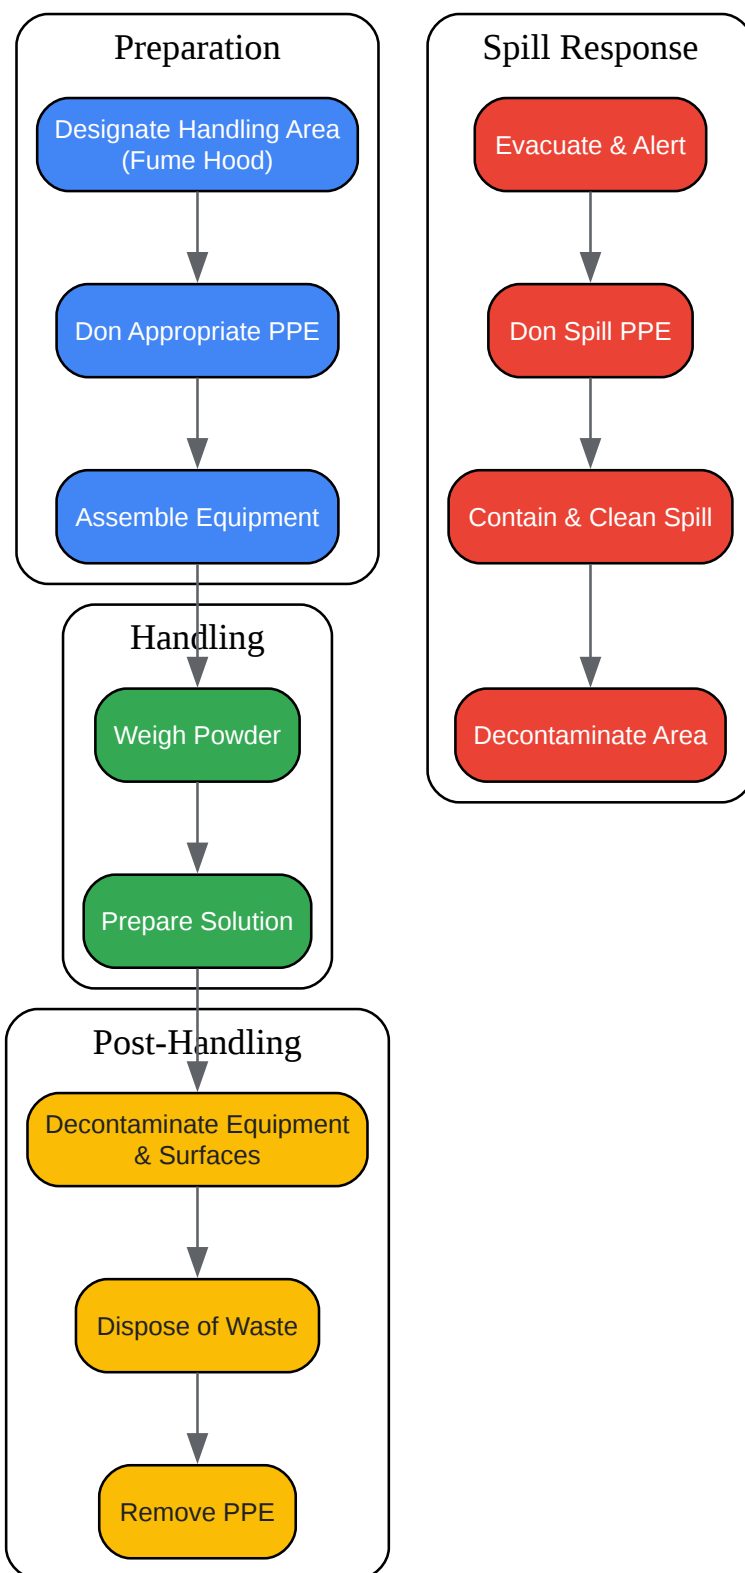 Preparation
Designate Handling Area
(Fume Hood)
Don Appropriate PPE
Assemble Equipment
Handling
Weigh Powder
Prepare Solution
Post-Handling
Decontaminate Equipment
& Surfaces
Dispose of Waste
Remove PPE
Spill Response
Evacuate & Alert
Don Spill PPE
Contain & Clean Spill
Decontaminate Area